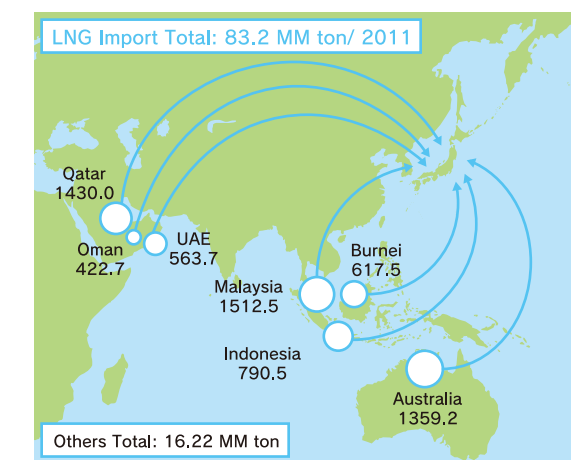 LNG Import Total: 83.2 MM ton/ 2011
Qatar
1430.0
Oman
422.7
UAE
563.7
Malaysia
1512.5
Burnei
617.5
Indonesia
790.5
Australia
1359.2
Others Total: 16.22 MM ton